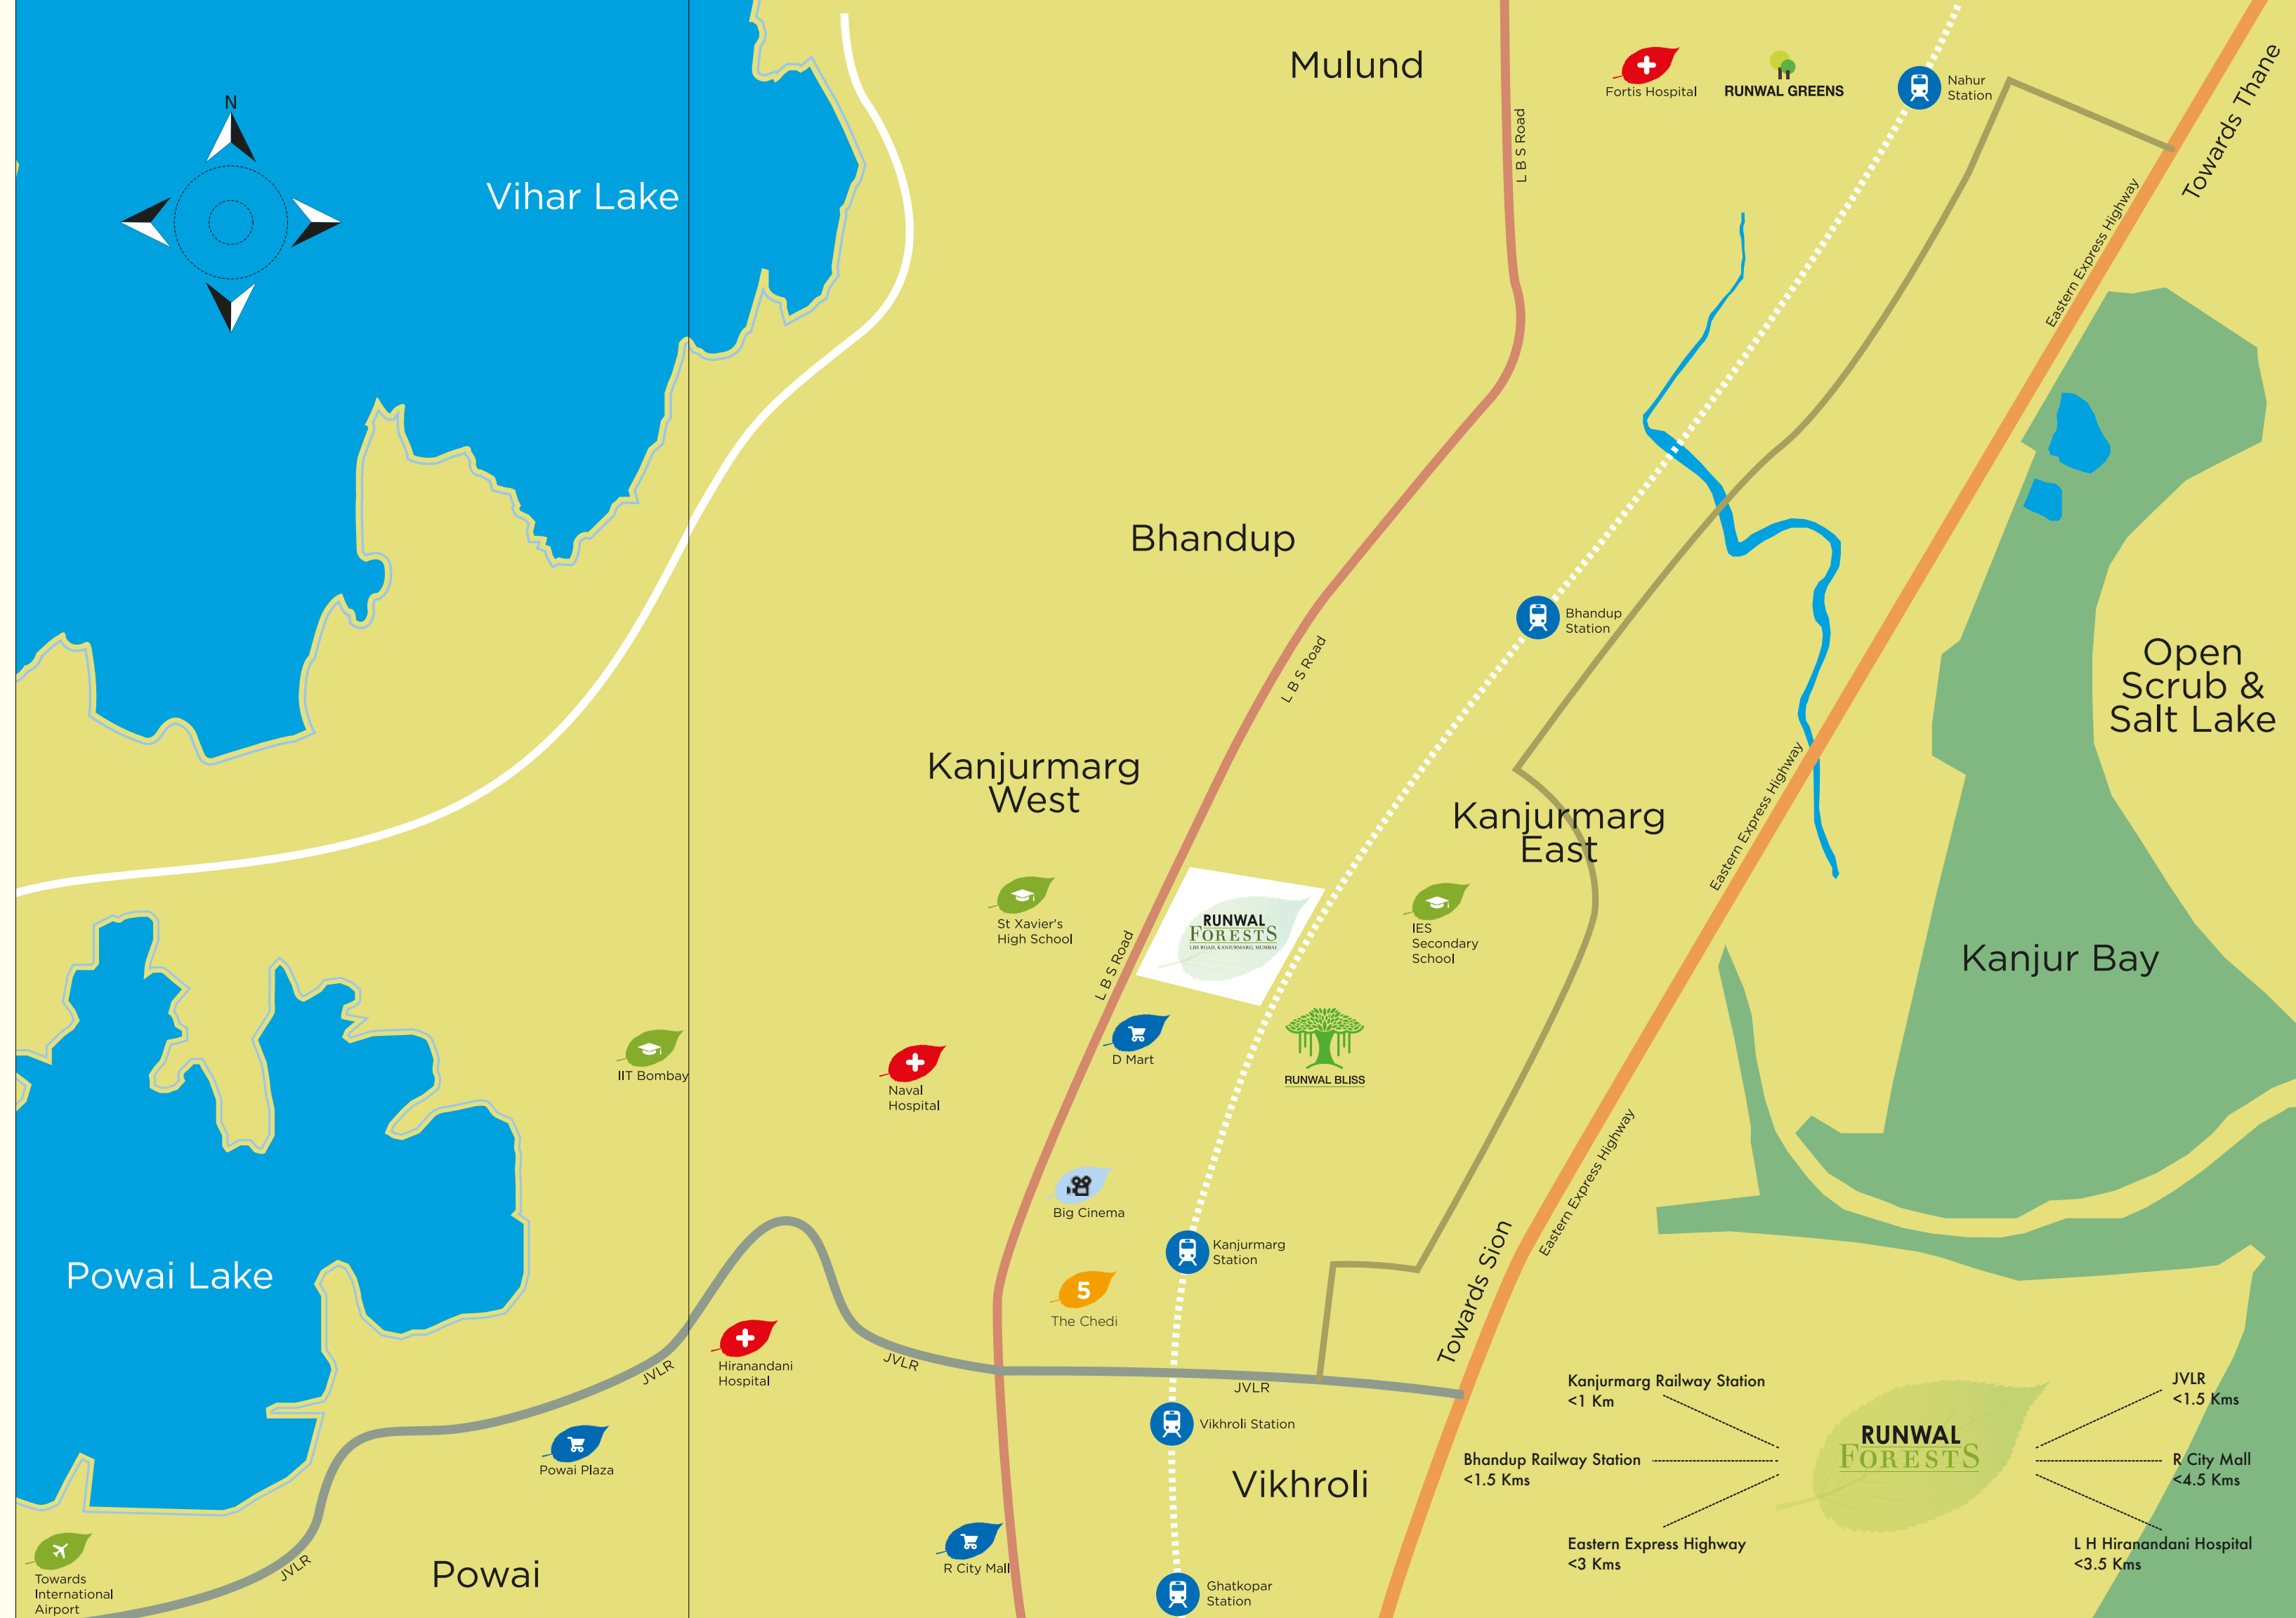 N
Vihar Lake
Mulund
L B S Road
Fortis Hospital
RUNWAL GREENS
Nahur
Station
Towards Thane
Eastern Express Highway
Bhandup
Bhandup
Station
L B S Road
Open
Scrub &
Salt Lake
Kanjurmarg
West
Kanjurmarg
East
Eastern Express Highway
St Xavier's
High School
L B S Road
RUNWAL
FORESTS
LBS ROAD, KANJURMARG, MUMBAI
IES
Secondary
School
Kanjur Bay
IIT Bombay
Naval
Hospital
D Mart
RUNWAL BLISS
Eastern Express Highway
Big Cinema
Kanjurmarg
Station
Powai Lake
5
The Chedi
Towards Sion
Hiranandani
Hospital
JVLR
JVLR
JVLR
Vikhroli Station
Powai Plaza
Vikhroli
R City Mall
Ghatkopar
Station
Towards
International
Airport
JVLR
Powai
Kanjurmarg Railway Station
<1 Km
Bhandup Railway Station
<1.5 Kms
Eastern Express Highway
<3 Kms
RUNWAL
FORESTS
JVLR
<1.5 Kms
R City Mall
<4.5 Kms
L H Hiranandani Hospital
<3.5 Kms